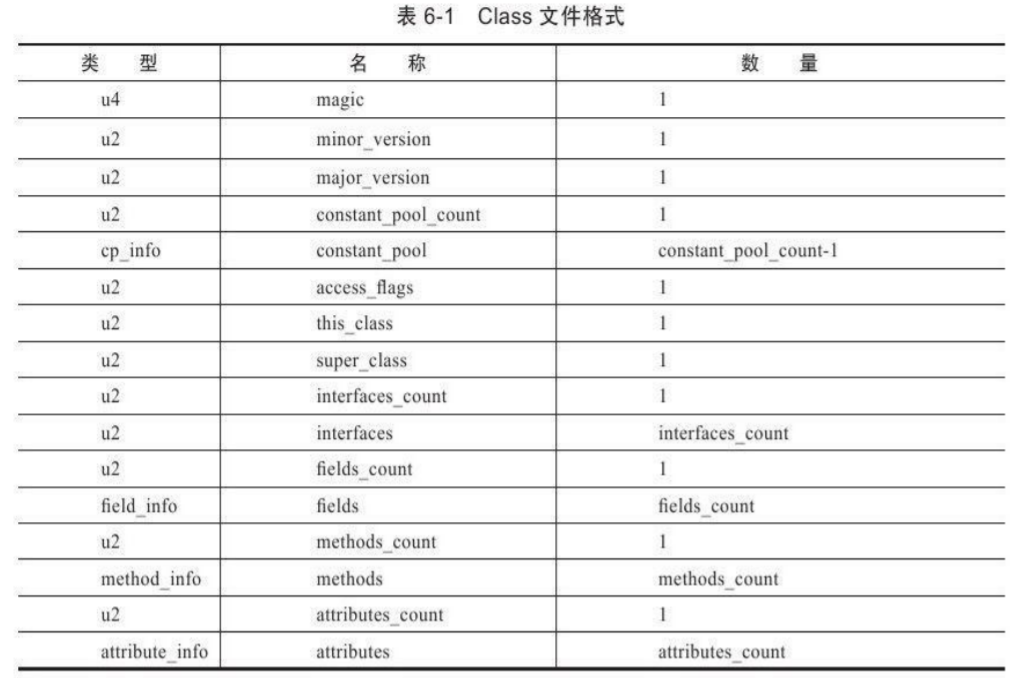 表 6-1 Class 文件格式
类 型 名 称 数 量
u4 magic 1
u2 minor_version 1
u2 major_version 1
u2 constant_pool_count 1
cp_info constant_pool constant_pool_count-1
u2 access_flags 1
u2 this_class 1
u2 super_class 1
u2 interfaces_count 1
u2 interfaces interfaces_count
u2 fields_count 1
field_info fields fields_count
u2 methods_count 1
method_info methods methods_count
u2 attributes_count 1
attribute_info attributes attributes_count